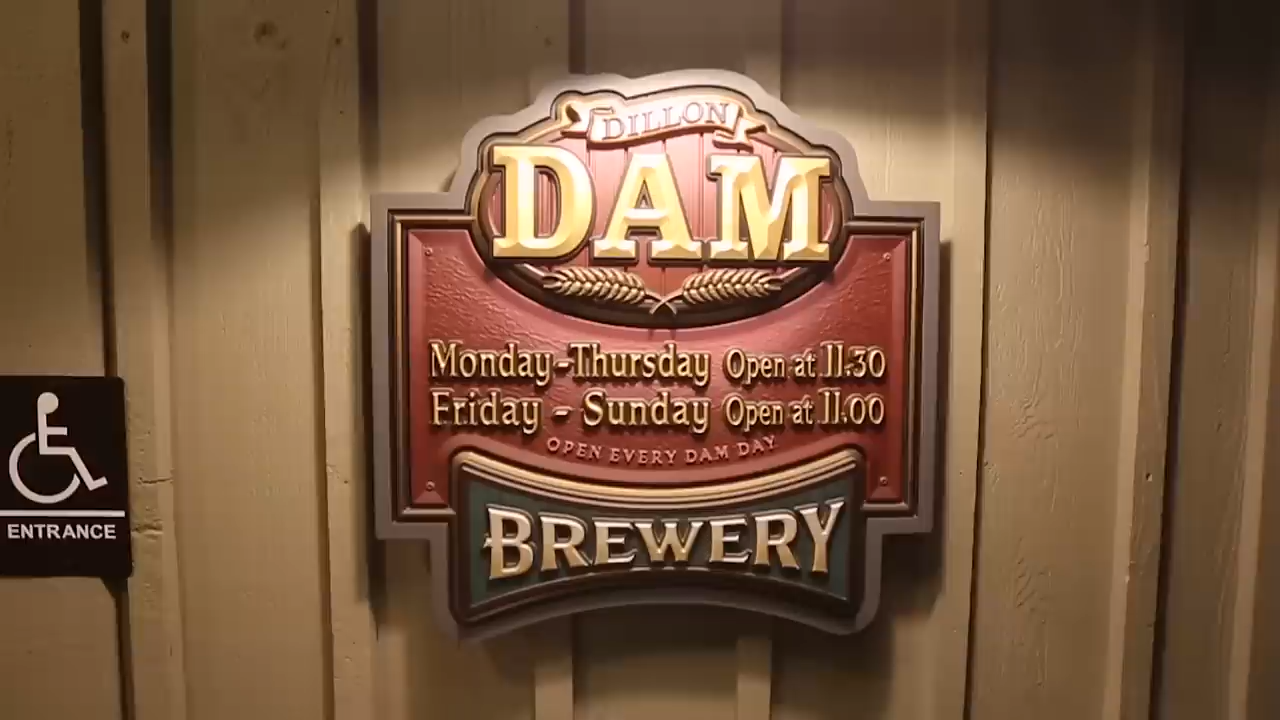 DILLON
DAM
Monday-Thursday Open at 11:30
Friday - Sunday Open at 11:00
OPEN EVERY DAM DAY
BREWERY
ENTRANCE